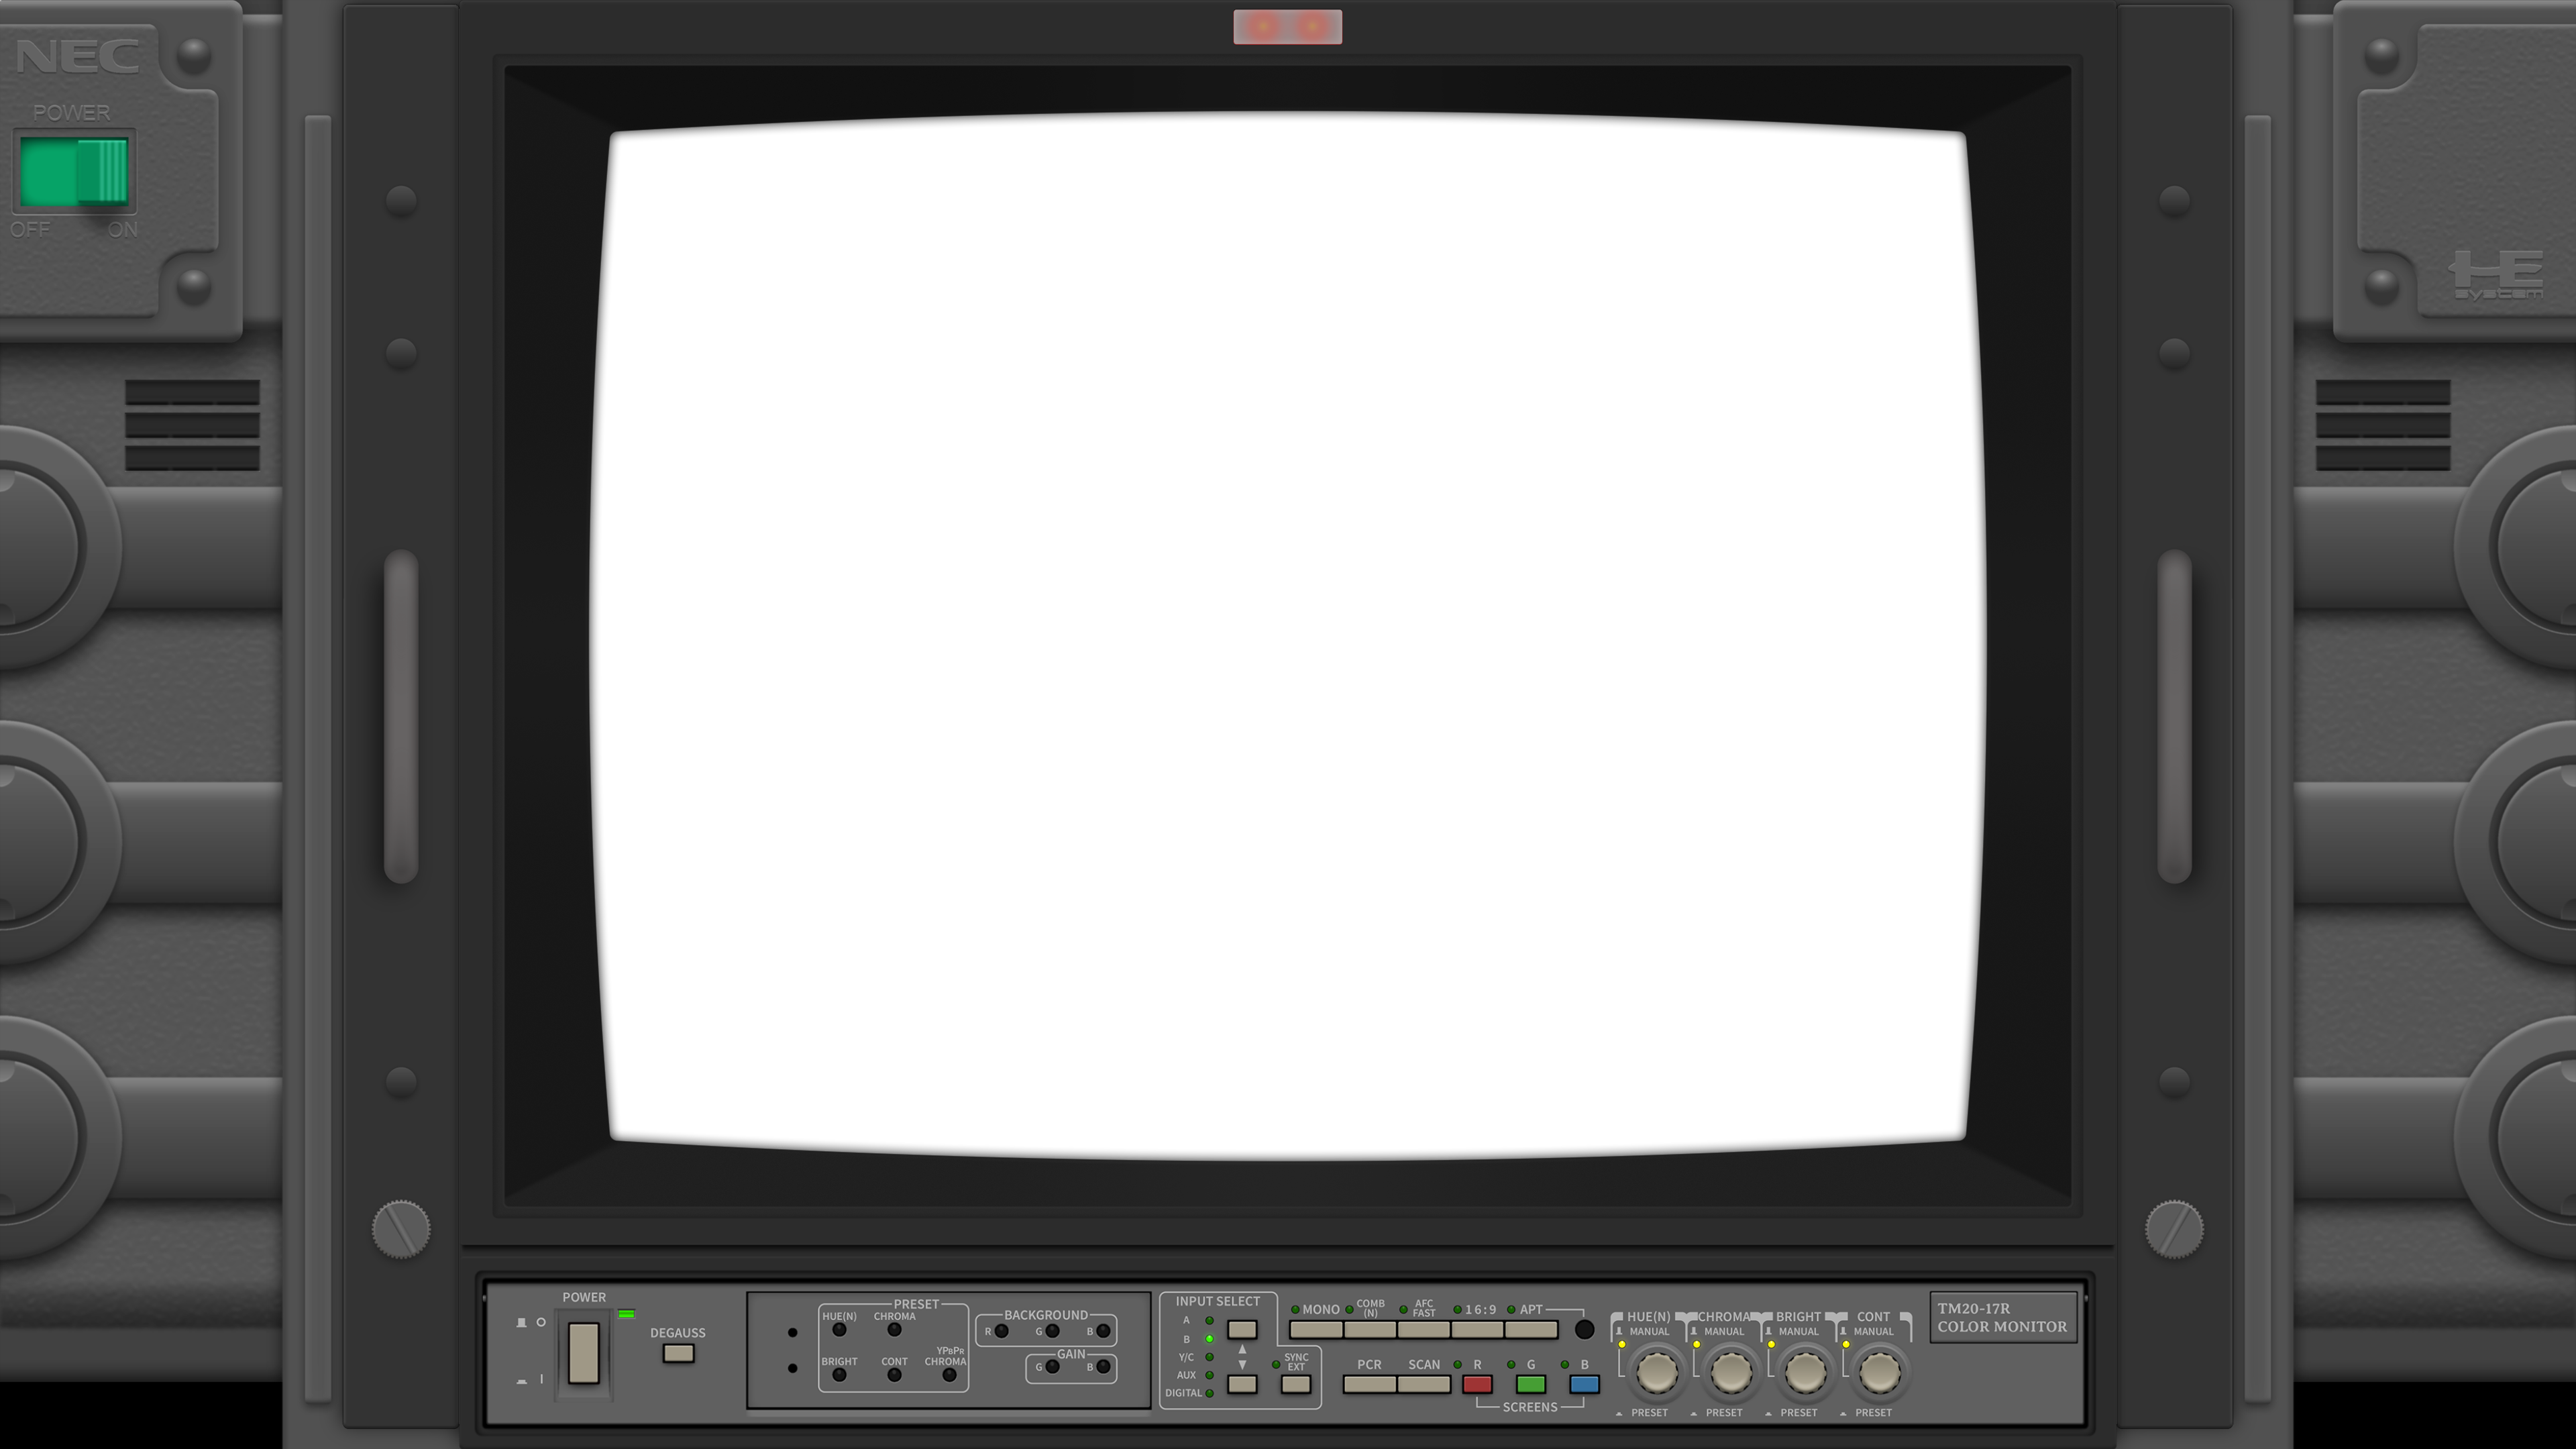 NEC
POWER
OFF ON
HE
system
POWER
DEGAUSS
PRESET
HUE(N) CHROMA
BRIGHT CONT YPBPR CHROMA
BACKGROUND
R G B
GAIN
G B
INPUT SELECT
A
B
Y/C
AUX
DIGITAL
SYNC
EXT
MONO COMB (N) AFC FAST 16:9 APT
PCR SCAN R G B
SCREENS
HUE(N) CHROMA BRIGHT CONT
MANUAL MANUAL MANUAL MANUAL
PRESET PRESET PRESET PRESET
TM20-17R
COLOR MONITOR